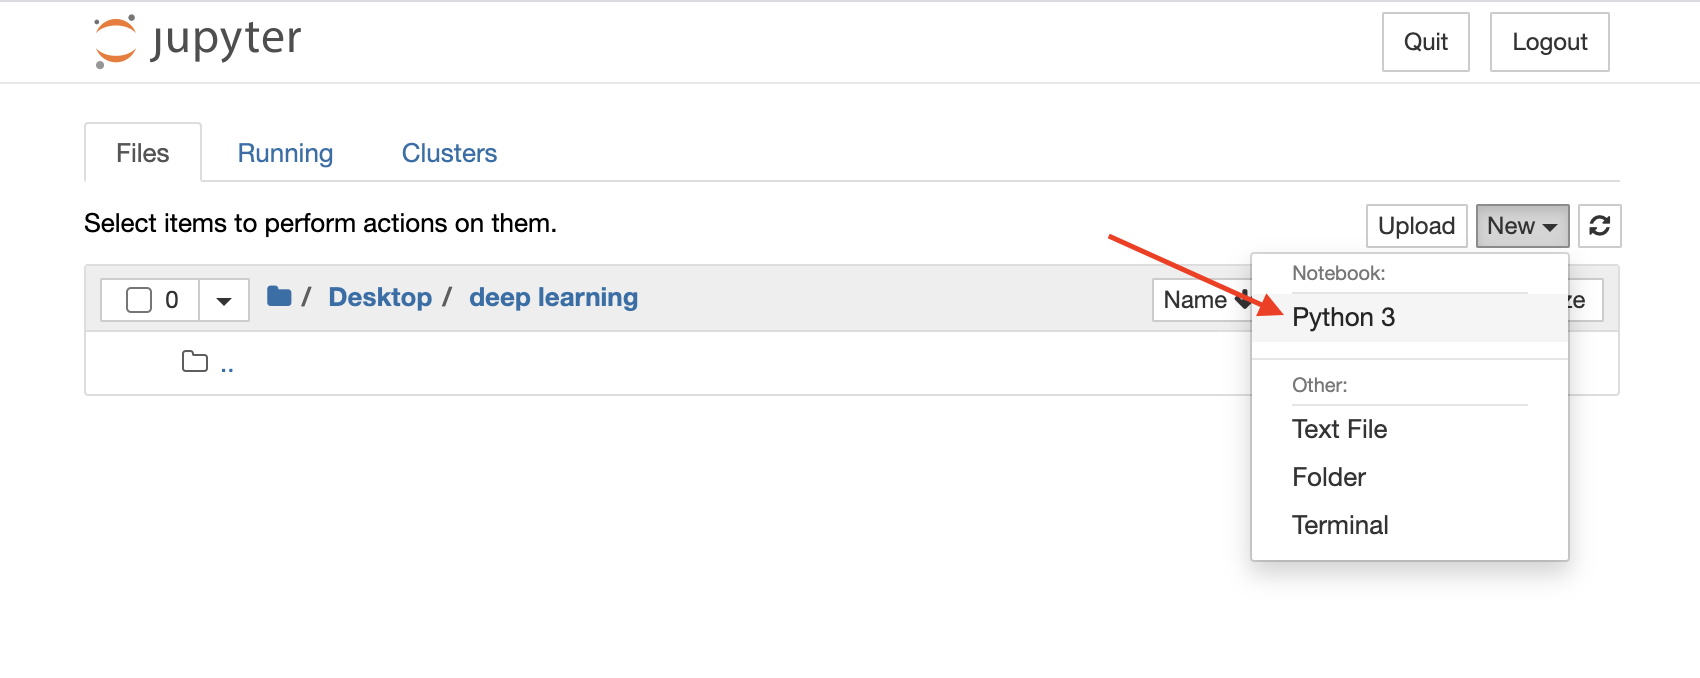 jupyter
Quit
Logout
Files
Running
Clusters
Select items to perform actions on them.
Upload
New
0
/ Desktop / deep learning
Name
Notebook:
Python 3
..
Other:
Text File
Folder
Terminal